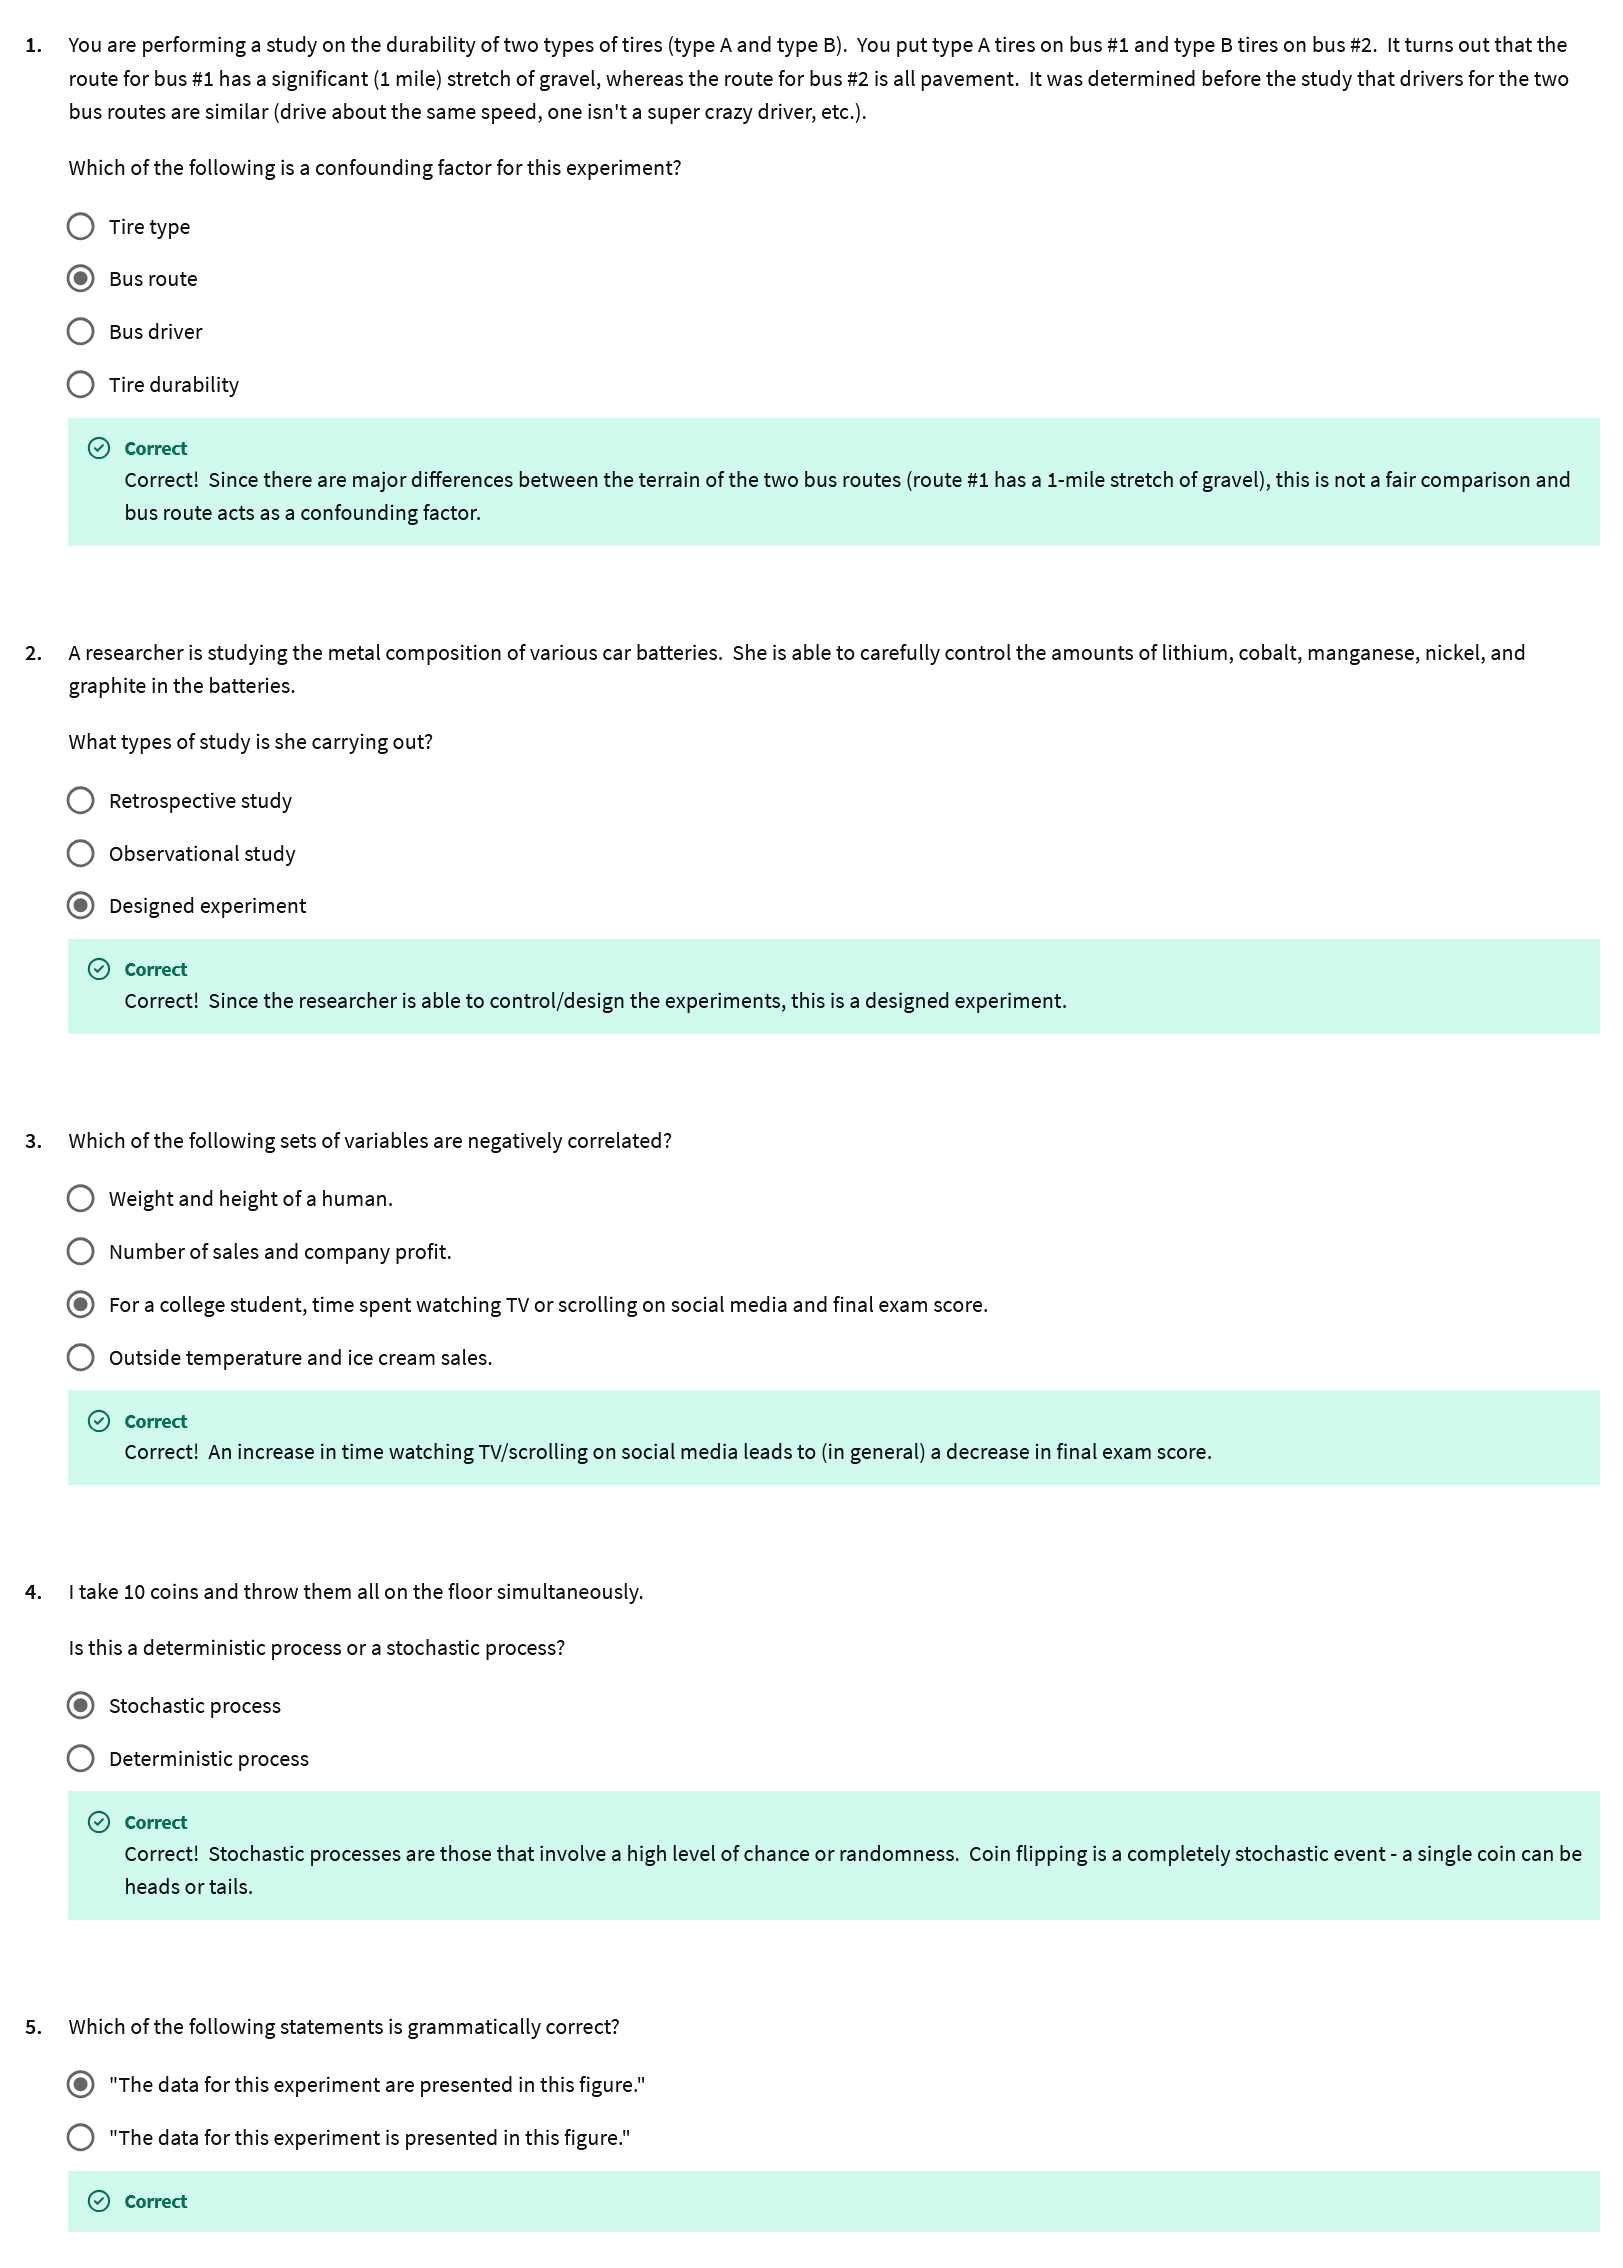 1. You are performing a study on the durability of two types of tires (type A and type B).  You put type A tires on bus #1 and type B tires on bus #2.  It turns out that the
route for bus #1 has a significant (1 mile) stretch of gravel, whereas the route for bus #2 is all pavement.  It was determined before the study that drivers for the two
bus routes are similar (drive about the same speed, one isn't a super crazy driver, etc.).
Which of the following is a confounding factor for this experiment?
Tire type
Bus route
Bus driver
Tire durability
Correct
Correct!  Since there are major differences between the terrain of the two bus routes (route #1 has a 1-mile stretch of gravel), this is not a fair comparison and
bus route acts as a confounding factor.
2. A researcher is studying the metal composition of various car batteries.  She is able to carefully control the amounts of lithium, cobalt, manganese, nickel, and
graphite in the batteries.
What types of study is she carrying out?
Retrospective study
Observational study
Designed experiment
Correct
Correct!  Since the researcher is able to control/design the experiments, this is a designed experiment.
3. Which of the following sets of variables are negatively correlated?
Weight and height of a human.
Number of sales and company profit.
For a college student, time spent watching TV or scrolling on social media and final exam score.
Outside temperature and ice cream sales.
Correct
Correct!  An increase in time watching TV/scrolling on social media leads to (in general) a decrease in final exam score.
4. I take 10 coins and throw them all on the floor simultaneously.
Is this a deterministic process or a stochastic process?
Stochastic process
Deterministic process
Correct
Correct!  Stochastic processes are those that involve a high level of chance or randomness.  Coin flipping is a completely stochastic event - a single coin can be
heads or tails.
5. Which of the following statements is grammatically correct?
"The data for this experiment are presented in this figure."
"The data for this experiment is presented in this figure."
Correct